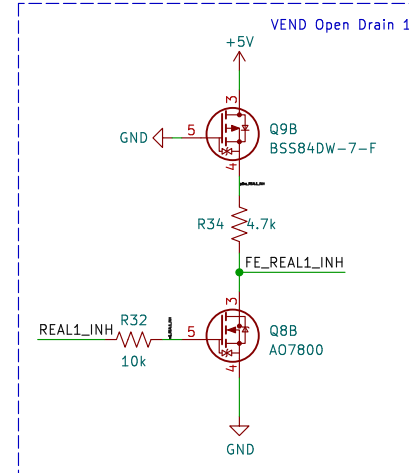 VEND Open Drain 1
+5V
3
GND
5
Q9B
BSS84DW-7-F
4
R34
4.7k
FE_REAL1_INH
3
REAL1_INH
R32
5
Q8B
10k
AO7800
4
GND